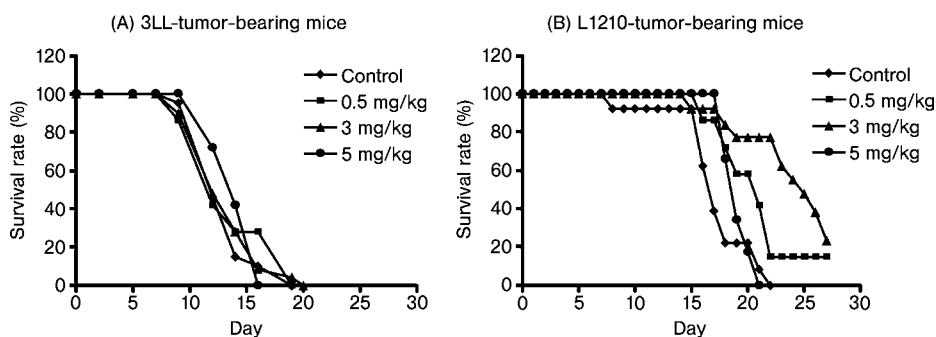 (A) 3LL-tumor-bearing mice
120
100
80
60
40
20
0
Survival rate (%)
0 5 10 15 20 25 30
Day
Control
0.5 mg/kg
3 mg/kg
5 mg/kg
(B) L1210-tumor-bearing mice
120
100
80
60
40
20
0
Survival rate (%)
0 5 10 15 20 25 30
Day
Control
0.5 mg/kg
3 mg/kg
5 mg/kg